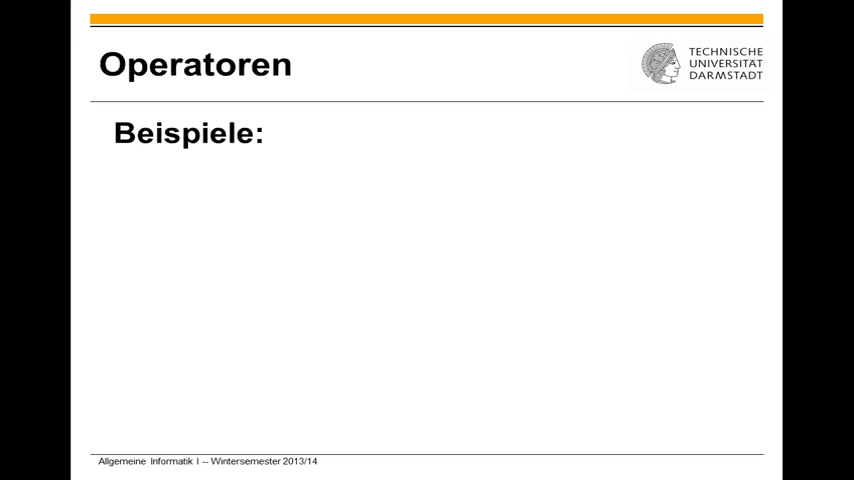 Operatoren
TECHNISCHE
UNIVERSITÄT
DARMSTADT
Beispiele:
Allgemeine Informatik I -- Wintersemester 2013/14